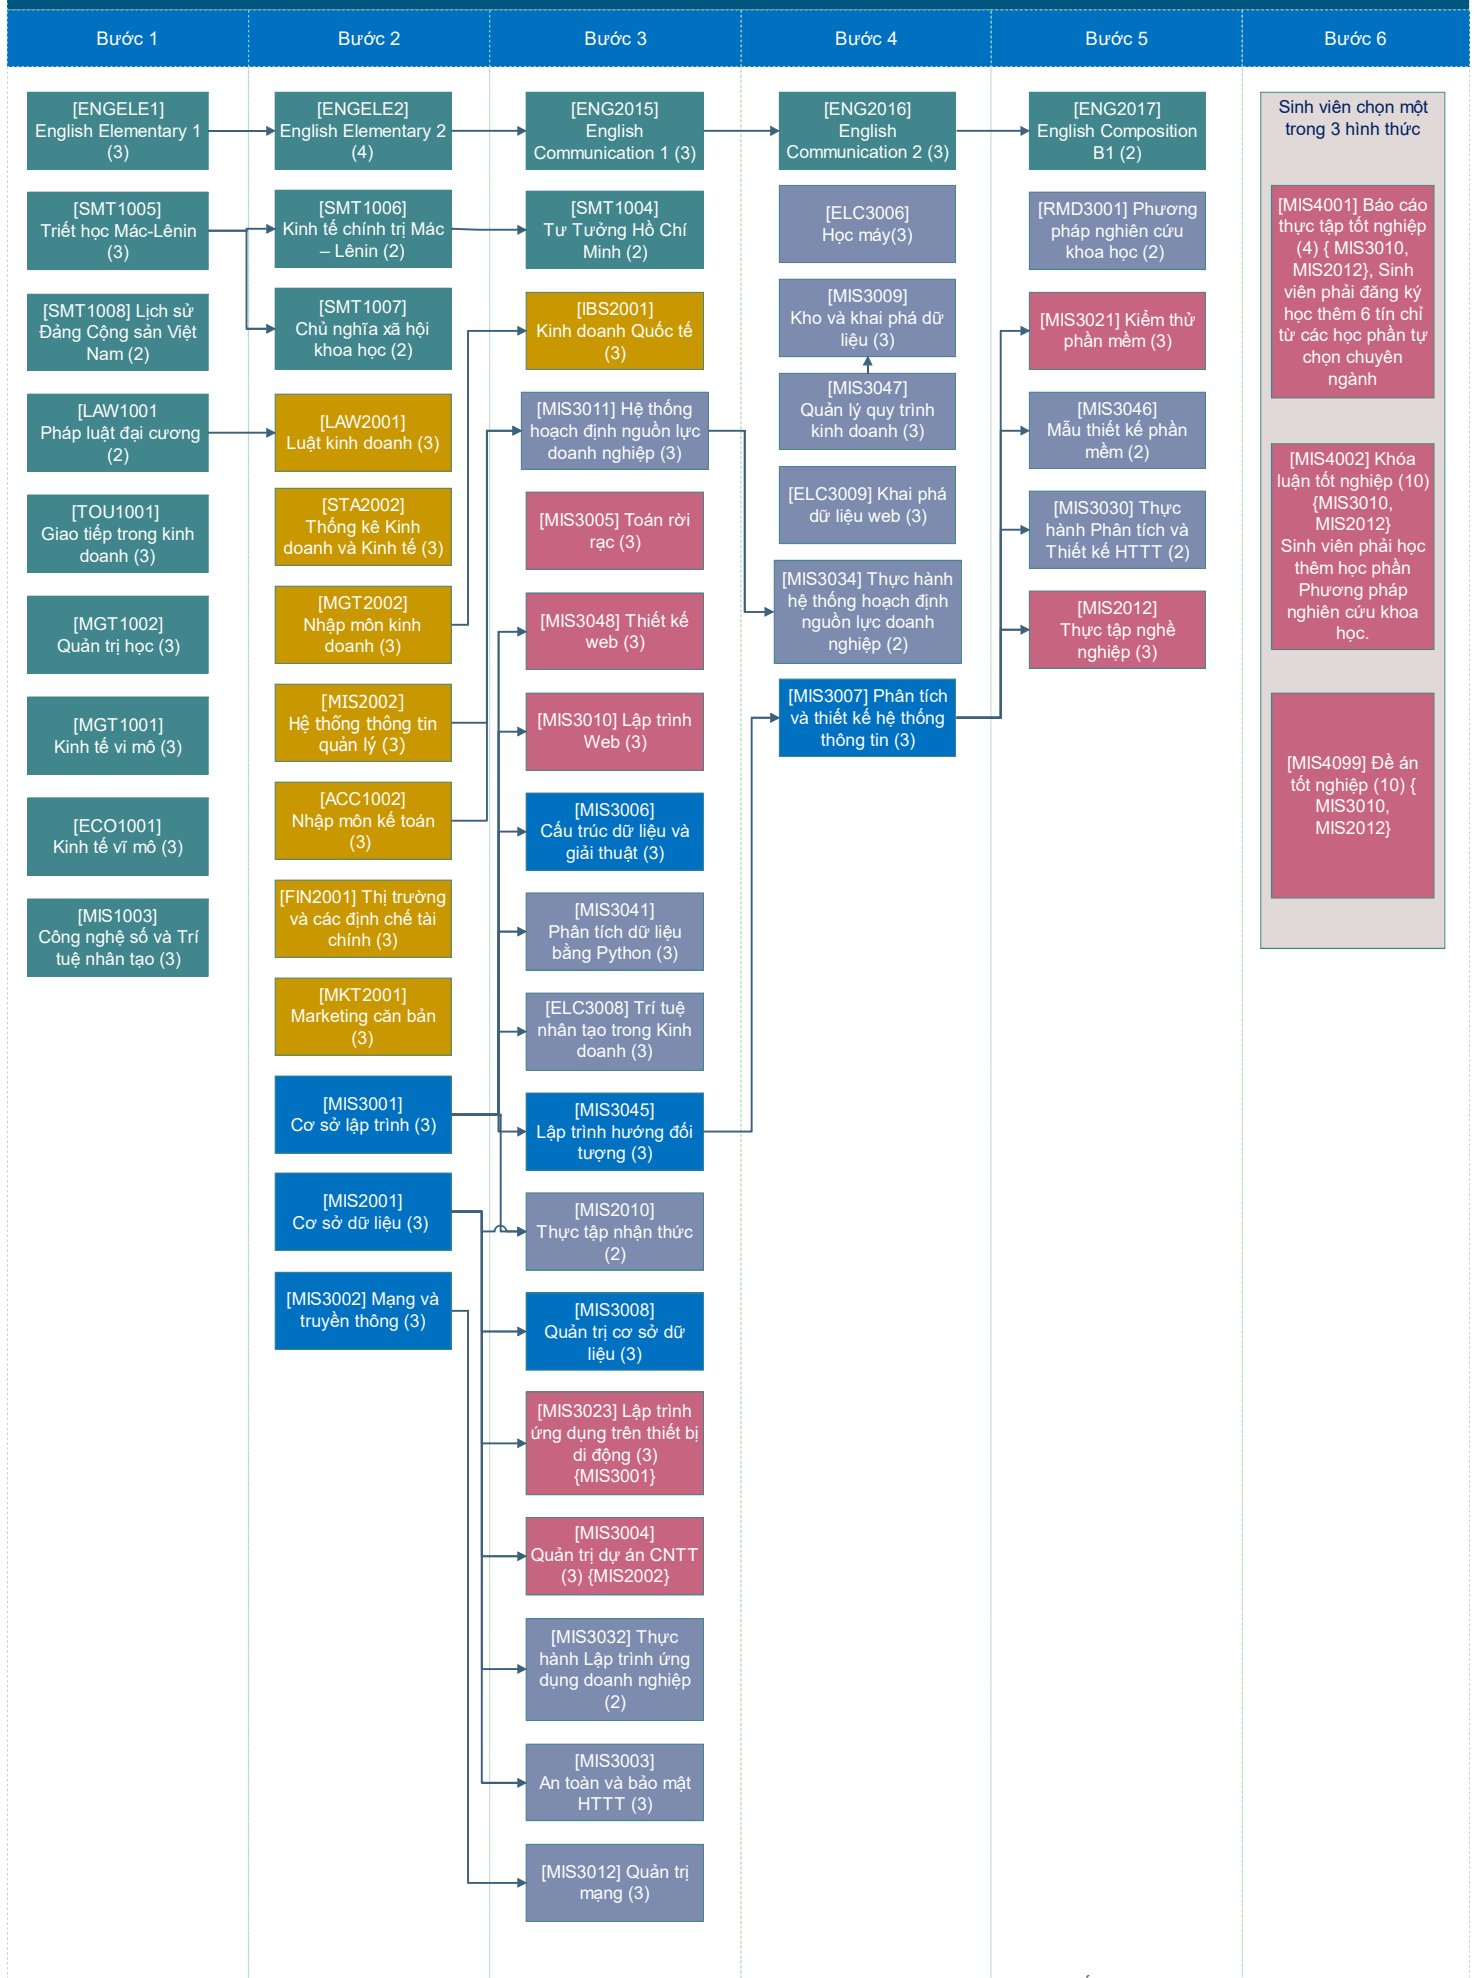 Bước 1
Bước 2
Bước 3
Bước 4
Bước 5
Bước 6
[ENGELE1]
English Elementary 1
(3)
[SMT1005]
Triết học Mác-Lênin
(3)
[SMT1008] Lịch sử
Đảng Cộng sản Việt
Nam (2)
[LAW1001
Pháp luật đại cương
(2)
[TOU1001]
Giao tiếp trong kinh
doanh (3)
[MGT1002]
Quản trị học (3)
[MGT1001]
Kinh tế vi mô (3)
[ECO1001]
Kinh tế vĩ mô (3)
[MIS1003]
Công nghệ số và Trí
tuệ nhân tạo (3)
[ENGELE2]
English Elementary 2
(4)
[SMT1006]
Kinh tế chính trị Mác
– Lênin (2)
[SMT1007]
Chủ nghĩa xã hội
khoa học (2)
[LAW2001]
Luật kinh doanh (3)
[STA2002]
Thống kê Kinh
doanh và Kinh tế (3)
[MGT2002]
Nhập môn kinh
doanh (3)
[MIS2002]
Hệ thống thông tin
quản lý (3)
[ACC1002]
Nhập môn kế toán
(3)
[FIN2001] Thị trường
và các định chế tài
chính (3)
[MKT2001]
Marketing căn bản
(3)
[MIS3001]
Cơ sở lập trình (3)
[MIS2001]
Cơ sở dữ liệu (3)
[MIS3002] Mạng và
truyền thông (3)
[ENG2015]
English
Communication 1 (3)
[SMT1004]
Tư Tưởng Hồ Chí
Minh (2)
[IBS2001]
Kinh doanh Quốc tế
(3)
[MIS3011] Hệ thống
hoạch định nguồn lực
doanh nghiệp (3)
[MIS3005] Toán rời
rạc (3)
[MIS3048] Thiết kế
web (3)
[MIS3010] Lập trình
Web (3)
[MIS3006]
Cấu trúc dữ liệu và
giải thuật (3)
[MIS3041]
Phân tích dữ liệu
bằng Python (3)
[ELC3008] Trí tuệ
nhân tạo trong Kinh
doanh (3)
[MIS3045]
Lập trình hướng đối
tượng (3)
[MIS2010]
Thực tập nhận thức
(2)
[MIS3008]
Quản trị cơ sở dữ
liệu (3)
[MIS3023] Lập trình
ứng dụng trên thiết bị
di động (3)
{MIS3001}
[MIS3004]
Quản trị dự án CNTT
(3) {MIS2002}
[MIS3032] Thực
hành Lập trình ứng
dụng doanh nghiệp
(2)
[MIS3003]
An toàn và bảo mật
HTTT (3)
[MIS3012] Quản trị
mạng (3)
[ENG2016]
English
Communication 2 (3)
[ELC3006]
Học máy(3)
[MIS3009]
Kho và khai phá dữ
liệu (3)
[MIS3047]
Quản lý quy trình
kinh doanh (3)
[ELC3009] Khai phá
dữ liệu web (3)
[MIS3034] Thực hành
hệ thống hoạch định
nguồn lực doanh
nghiệp (2)
[MIS3007] Phân tích
và thiết kế hệ thống
thông tin (3)
[ENG2017]
English Composition
B1 (2)
[RMD3001] Phương
pháp nghiên cứu
khoa học (2)
[MIS3021] Kiểm thử
phần mềm (3)
[MIS3046]
Mẫu thiết kế phần
mềm (2)
[MIS3030] Thực
hành Phân tích và
Thiết kế HTTT (2)
[MIS2012]
Thực tập nghề
nghiệp (3)
Sinh viên chọn một
trong 3 hình thức
[MIS4001] Báo cáo
thực tập tốt nghiệp
(4) { MIS3010,
MIS2012}, Sinh
viên phải đăng ký
học thêm 6 tín chỉ
từ các học phần tự
chọn chuyên
ngành
[MIS4002] Khóa
luận tốt nghiệp (10)
{MIS3010,
MIS2012}
Sinh viên phải học
thêm học phần
Phương pháp
nghiên cứu khoa
học.
[MIS4099] Đề án
tốt nghiệp (10) {
MIS3010,
MIS2012}